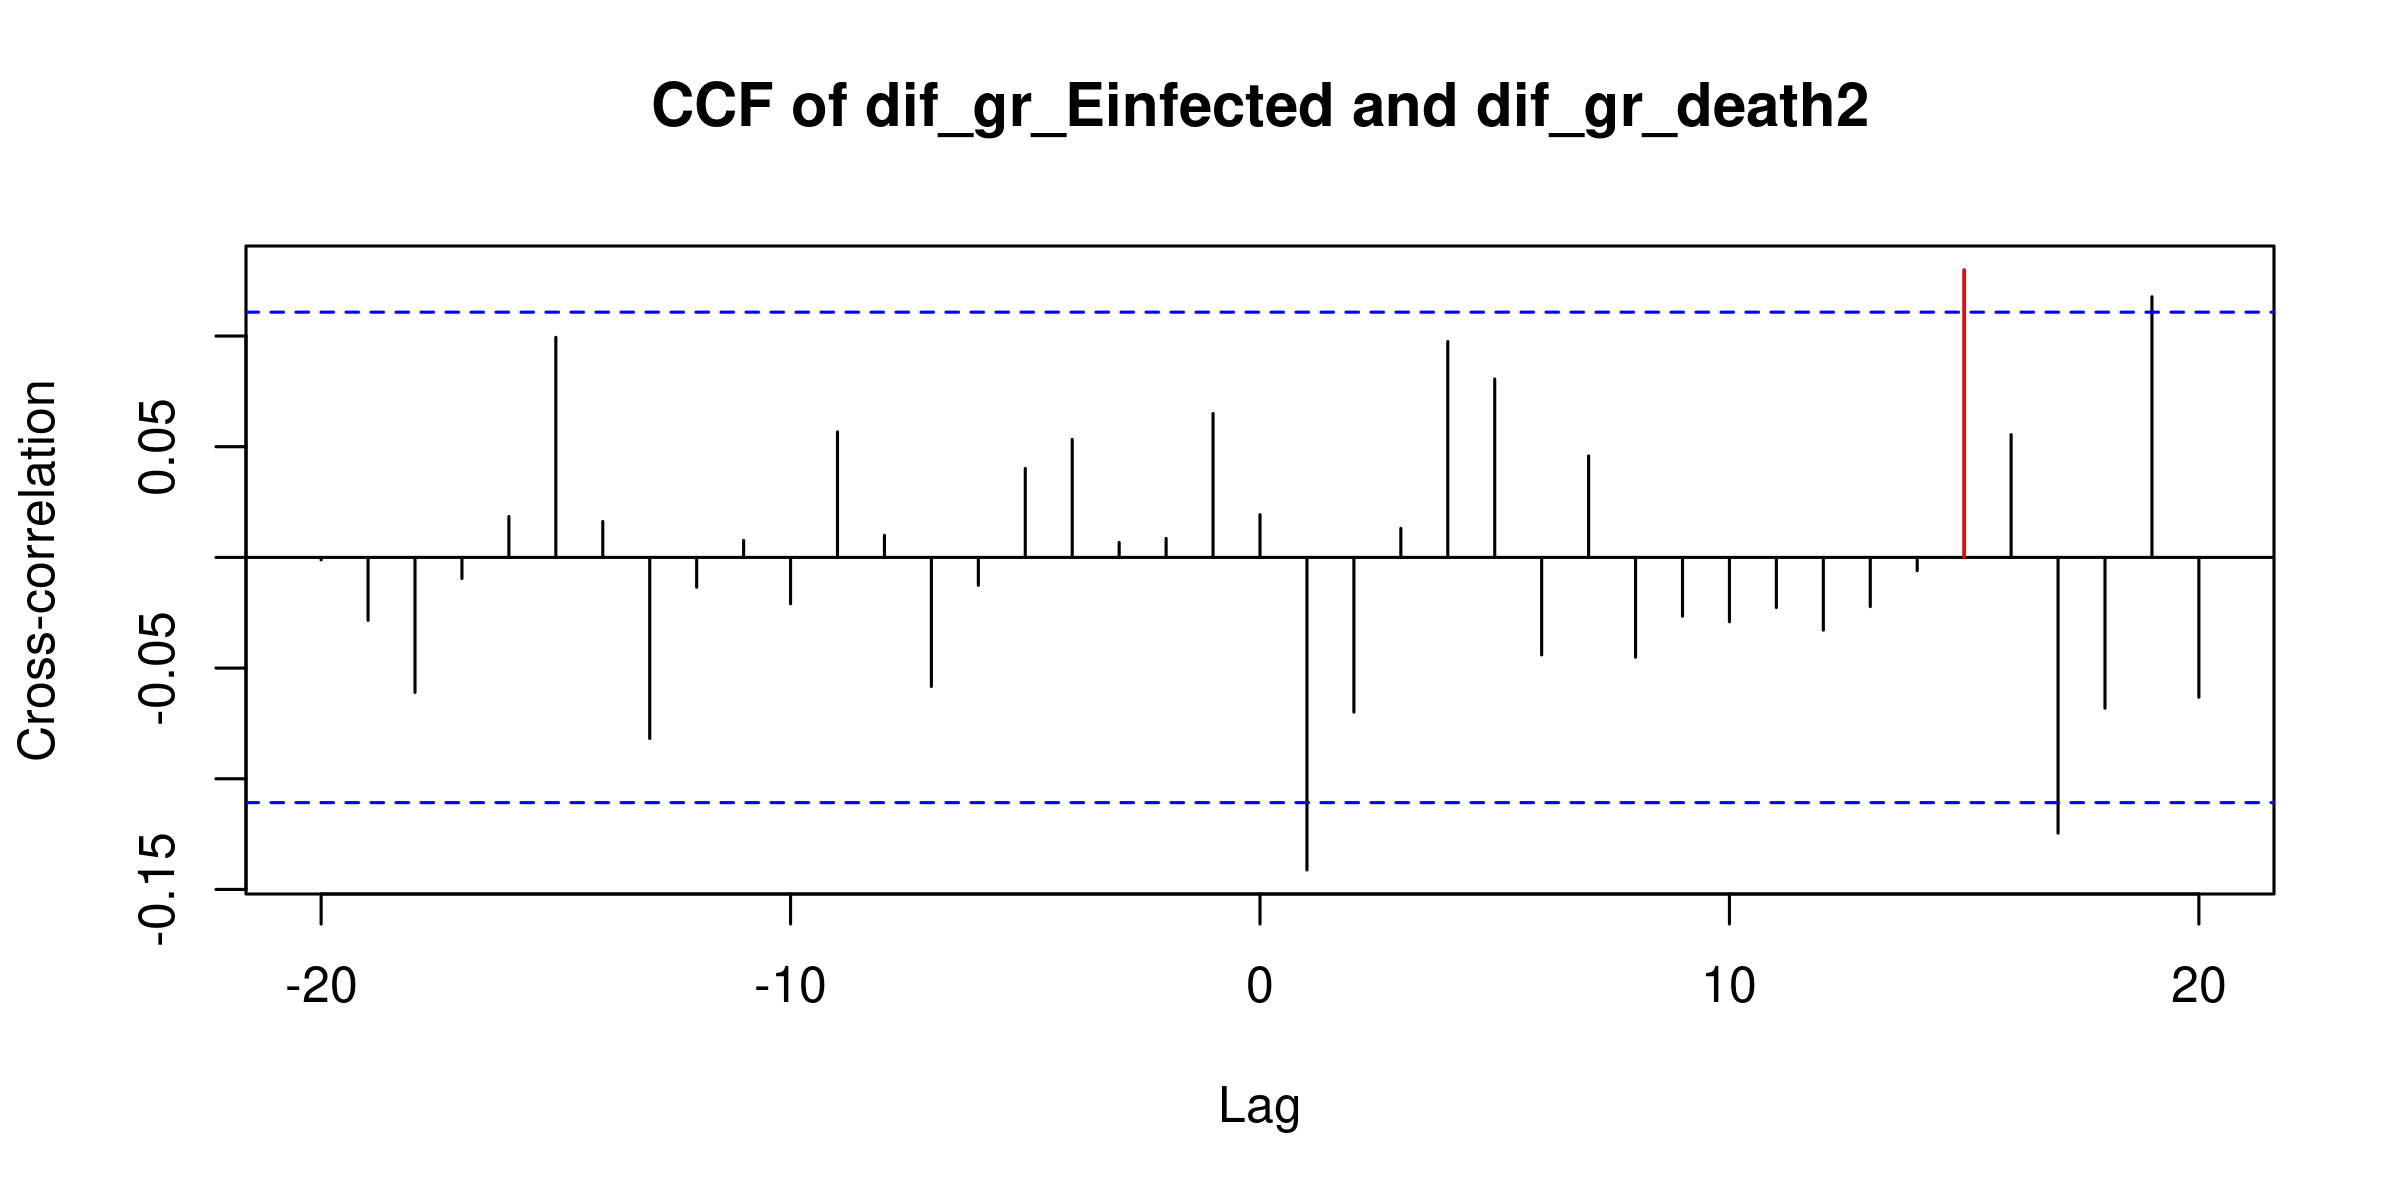 CCF of dif_gr_Einfected and dif_gr_death2
Cross-correlation
0.05
-0.05
-0.15
-20 -10 0 10 20
Lag